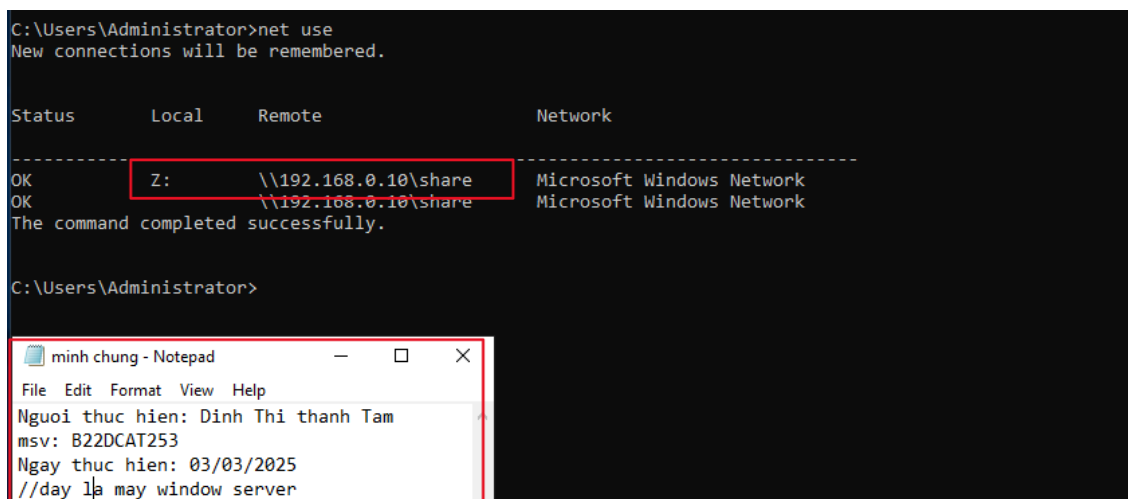 C:\Users\Administrator>net use
New connections will be remembered.
Status Local Remote Network
-------------------------------------------------------------------------------
OK Z: \\192.168.0.10\share Microsoft Windows Network
OK \\192.168.0.10\share Microsoft Windows Network
The command completed successfully.
C:\Users\Administrator>
minh chung - Notepad
File Edit Format View Help
Nguoi thuc hien: Dinh Thi thanh Tam
msv: B22DCAT253
Ngay thuc hien: 03/03/2025
//day la may window server